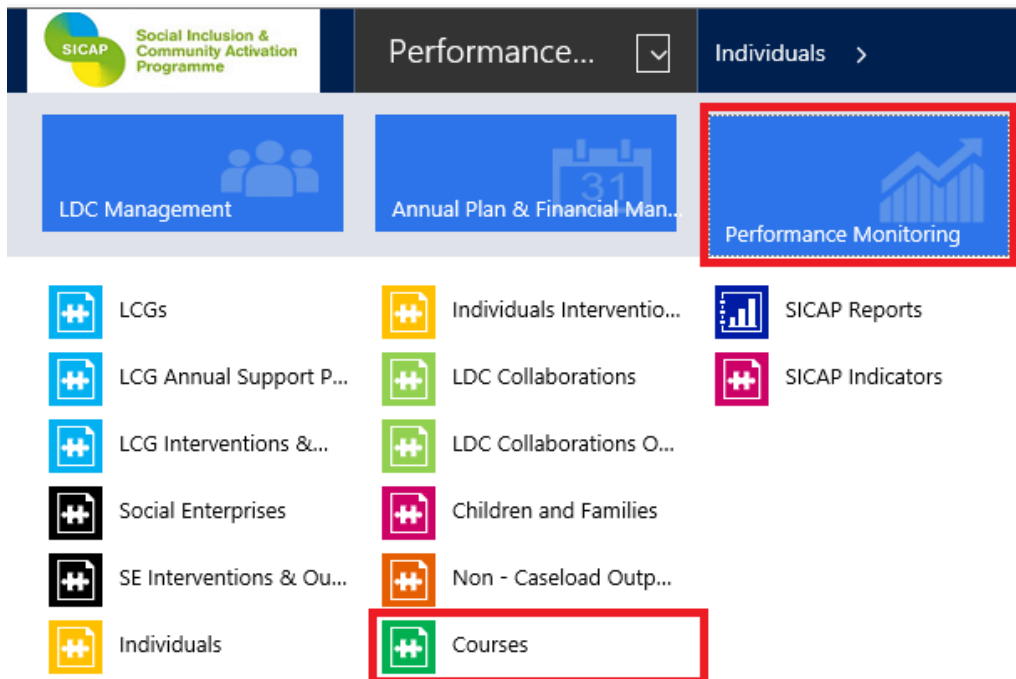 SICAP
Social Inclusion &
Community Activation
Programme
Performance...
Individuals >
LDC Management
31
Annual Plan & Financial Man...
Performance Monitoring
LCGs
Individuals Interventio...
SICAP Reports
LCG Annual Support P...
LDC Collaborations
SICAP Indicators
LCG Interventions &...
LDC Collaborations O...
Social Enterprises
Children and Families
SE Interventions & Ou...
Non - Caseload Outp...
Individuals
Courses